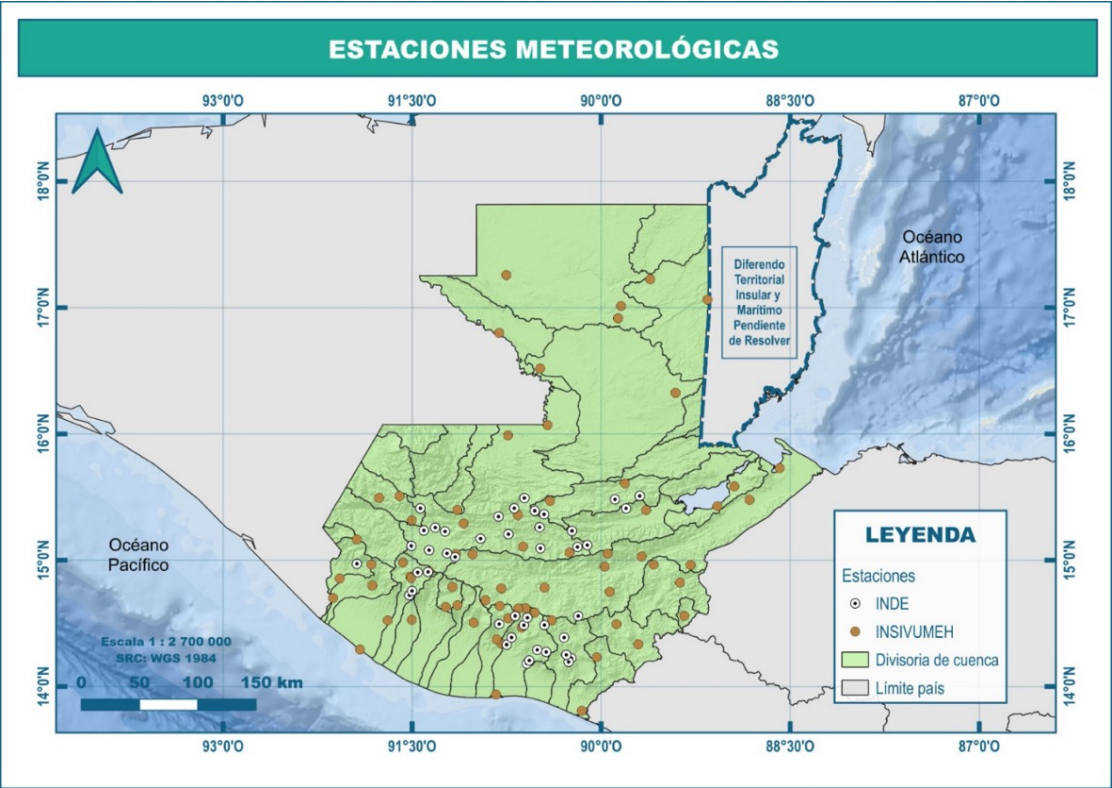 ESTACIONES METEOROLÓGICAS
93°0'O
91°30'O
90°0'O
88°30'O
87°0'O
18°0'N
18°0'N
Océano
Atlántico
Diferendo
Territorial
Insular y
Marítimo
Pendiente
de Resolver
17°0'N
17°0'N
16°0'N
16°0'N
Océano
Pacífico
15°0'N
15°0'N
LEYENDA
Estaciones
INDE
INSIVUMEH
Divisoria de cuenca
Límite país
Escala 1 : 2 700 000
SRC: WGS 1984
0 50 100 150 km
14°0'N
14°0'N
93°0'O
91°30'O
90°0'O
88°30'O
87°0'O